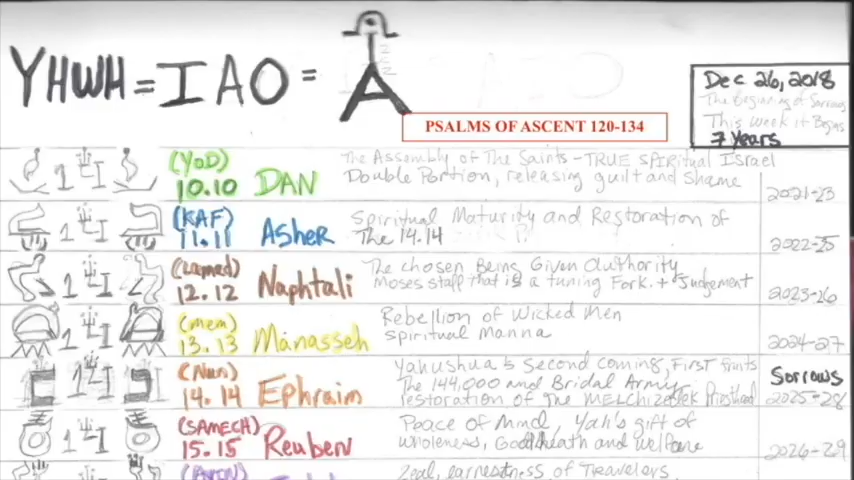 YHWH = IAO = A
Dec 26, 2018
The Beginning of Sorrows
This week it Begins
7 Years
PSALMS OF ASCENT 120-134
(YOD)
10.10 DAN
The Assembly of The Saints - TRUE SPIRITUAL Israel
Double Portion, releasing guilt and shame
2021-23
(KAF)
11.11 Asher
Spiritual Maturity and Restoration of
The 14.14
2022-25
(Lamed)
12.12 Naphtali
The chosen Being Given Authority
Moses staff that is a tuning Fork. + Judgement
2023-26
(mem)
13.13 Manasseh
Rebellion of Wicked Men
spiritual Manna
2024-27
(Nun)
14.14 Ephraim
Yahushua's Second coming, First fruits
The 144,000 and Bridal Army
restoration of the MELchizedek Priesthood
Sorrows
2025-28
(SAMECH)
15.15 Reuben
Peace of Mind, Yah's gift of
wholeness, Good heath and welfare
2026-29
Zeal, earnestness of Travelers,